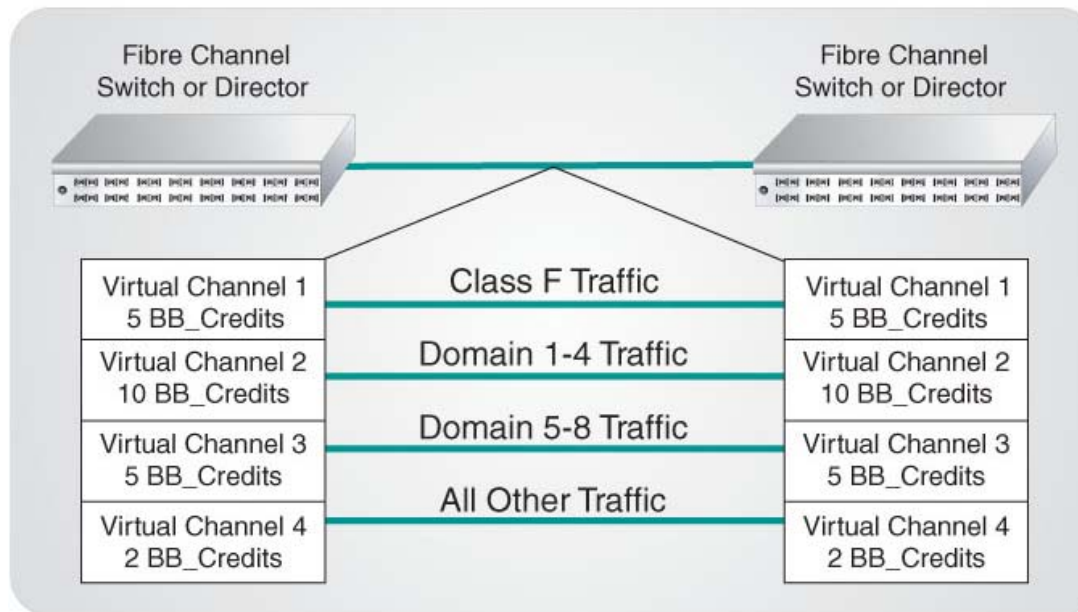 Fibre Channel
Switch or Director
Fibre Channel
Switch or Director
Virtual Channel 1
5 BB_Credits
Class F Traffic
Virtual Channel 1
5 BB_Credits
Virtual Channel 2
10 BB_Credits
Domain 1-4 Traffic
Virtual Channel 2
10 BB_Credits
Virtual Channel 3
5 BB_Credits
Domain 5-8 Traffic
Virtual Channel 3
5 BB_Credits
Virtual Channel 4
2 BB_Credits
All Other Traffic
Virtual Channel 4
2 BB_Credits